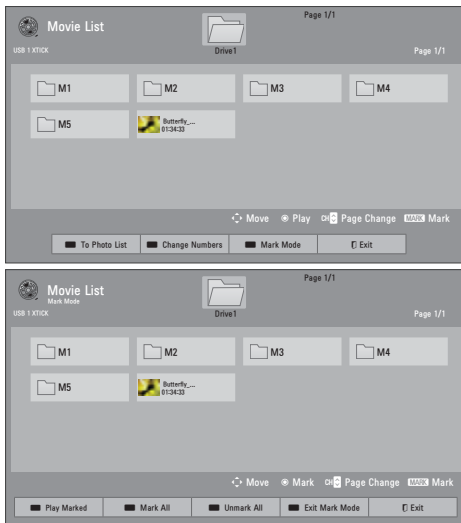 Movie List
Page 1/1
USB 1 XTICK
Drive1
Page 1/1
M1
M2
M3
M4
M5
Butterfly_...
01:34:33
Move
Play
CH
Page Change
MARK
Mark
To Photo List
Change Numbers
Mark Mode
Exit
Movie List
Mark Mode
Page 1/1
USB 1 XTICK
Drive1
Page 1/1
M1
M2
M3
M4
M5
Butterfly_...
01:34:33
Move
Mark
CH
Page Change
MARK
Mark
Play Marked
Mark All
Unmark All
Exit Mark Mode
Exit